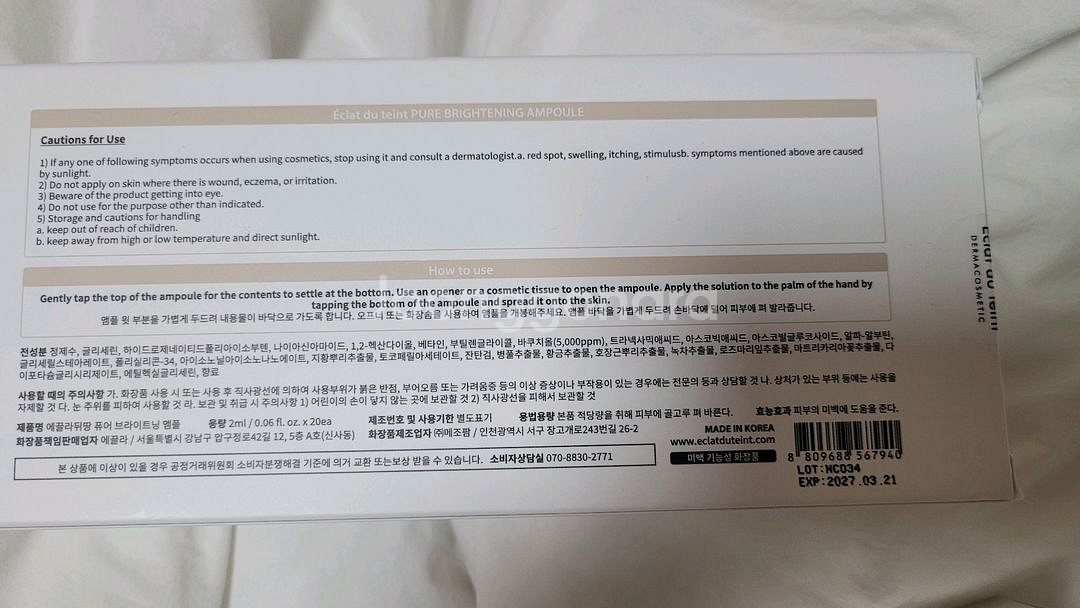 Éclat du teint PURE BRIGHTENING AMPOULE
Cautions for Use
1) If any one of following symptoms occurs when using cosmetics, stop using it and consult a dermatologist.a. red spot, swelling, itching, stimulusb. symptoms mentioned above are caused
by sunlight.
2) Do not apply on skin where there is wound, eczema, or irritation.
3) Beware of the product getting into eye.
4) Do not use for the purpose other than indicated.
5) Storage and cautions for handling
a. keep out of reach of children.
b. keep away from high or low temperature and direct sunlight.
How to use
Gently tap the top of the ampoule for the contents to settle at the bottom. Use an opener or a cosmetic tissue to open the ampoule. Apply the solution to the palm of the hand by
tapping the bottom of the ampoule and spread it onto the skin.
앰플 윗 부분을 가볍게 두드려 내용물이 바닥으로 가도록 합니다. 오프너 또는 화장솜을 사용하여 앰플을 개봉해주세요. 앰플 바닥을 가볍게 두드려 손바닥에 덜어 피부에 펴 발라줍니다.
전성분 정제수, 글리세린, 하이드로제네이티드폴리아이소부텐, 나이아신아마이드, 1,2-헥산다이올, 베타인, 부틸렌글라이콜, 바쿠치올(5,000ppm), 트라넥사믹애씨드, 아스코빅애씨드, 아스코빌글루코사이드, 알파-알부틴,
글리세릴스테아레이트, 폴리실리콘-34, 아이소노닐아이소노나노에이트, 지황뿌리추출물, 토코페릴아세테이트, 잔탄검, 병풀추출물, 황금추출물, 호장근뿌리추출물, 녹차추출물, 로즈마리잎추출물, 마트리카리아꽃추출물, 다
이포타슘글리시리제이트, 에틸헥실글리세린, 향료
사용할 때의 주의사항 가. 화장품 사용 시 또는 사용 후 직사광선에 의하여 사용부위가 붉은 반점, 부어오름 또는 가려움증 등의 이상 증상이나 부작용이 있는 경우에는 전문의 등과 상담할 것 나. 상처가 있는 부위 등에는 사용을
자제할 것 다. 눈 주위를 피하여 사용할 것 라. 보관 및 취급 시 주의사항 1) 어린이의 손이 닿지 않는 곳에 보관할 것 2) 직사광선을 피해서 보관할 것
제품명 에끌라뒤땅 퓨어 브라이트닝 앰플 용량 2ml / 0.06 fl. oz. x 20ea 제조번호 및 사용기한 별도표기 용법용량 본품 적당량을 취해 피부에 골고루 펴 바른다. 효능효과 피부의 미백에 도움을 준다.
화장품책임판매업자 에끌라 / 서울특별시 강남구 압구정로42길 12, 5층 A호(신사동) 화장품제조업자 ㈜메조팜 / 인천광역시 서구 장고개로243번길 26-2
본 상품에 이상이 있을 경우 공정거래위원회 소비자분쟁해결 기준에 의거 교환 또는보상 받을 수 있습니다. 소비자상담실 070-8830-2771
MADE IN KOREA
www.eclatduteint.com
미백 기능성 화장품
8 809688 567940
LOT:NC034
EXP:2027.03.21
Éclat du teint
DERMACOSMETIC